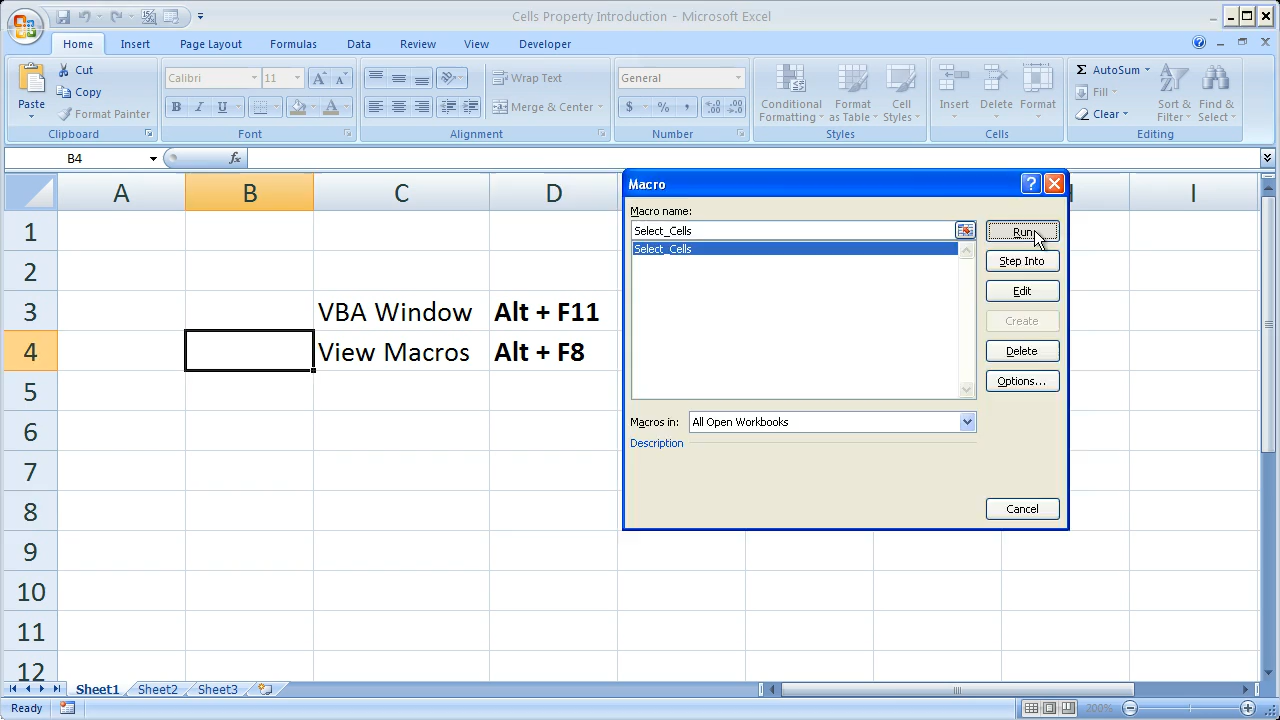 Cells Property Introduction - Microsoft Excel
Home Insert Page Layout Formulas Data Review View Developer
Paste
Cut
Copy
Format Painter
Clipboard
Calibri 11
B I U A
Font
Wrap Text
Merge & Center
Alignment
General
$ % ,
Number
Conditional Formatting
Format as Table
Cell Styles
Styles
Insert Delete Format
Cells
Σ AutoSum
Fill
Clear
Sort & Filter
Find & Select
Editing
B4 fx
A B C D H I
1
2
3 VBA Window Alt + F11
4 View Macros Alt + F8
5
6
7
8
9
10
11
12
Macro
Macro name:
Select_Cells
Select_Cells
Run
Step Into
Edit
Create
Delete
Options...
Macros in: All Open Workbooks
Description
Cancel
Sheet1 Sheet2 Sheet3
Ready 200%